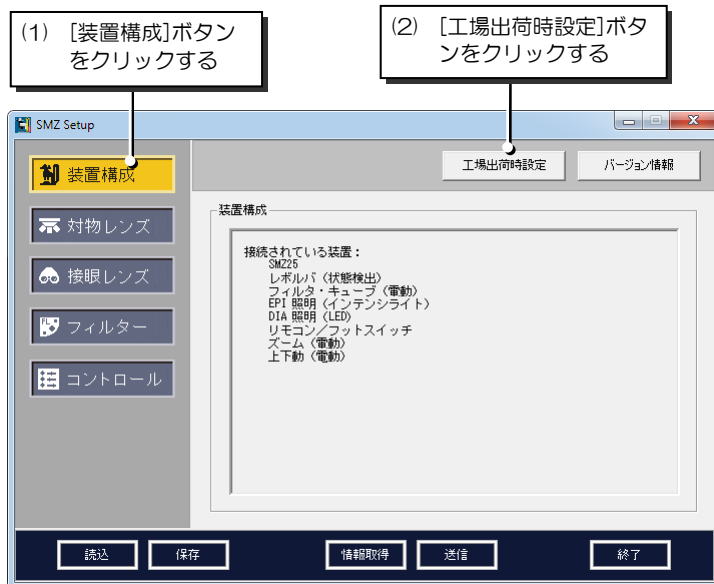 (1) [装置構成]ボタン
をクリックする
(2) [工場出荷時設定]ボタ
ンをクリックする
SMZ Setup
装置構成
対物レンズ
接眼レンズ
フィルター
コントロール
工場出荷時設定
バージョン情報
装置構成
接続されている装置：
SMZ25
レボルバ（状態検出）
フィルタ・キューブ（電動）
EPI 照明（インテンシライト）
DIA 照明（LED）
リモコン／フットスイッチ
ズーム（電動）
上下動（電動）
読込
保存
情報取得
送信
終了